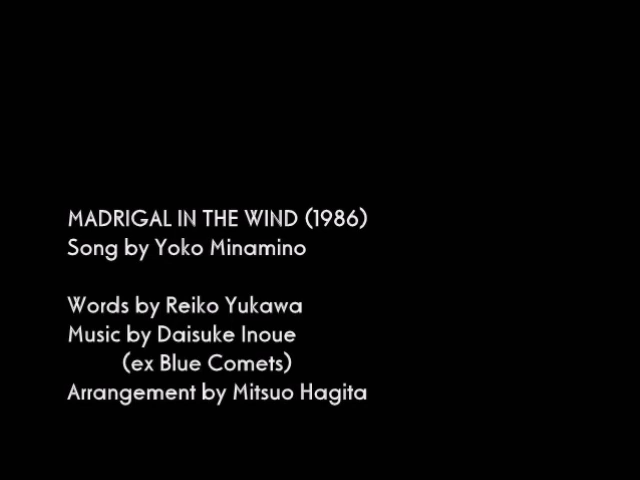 MADRIGAL IN THE WIND (1986)
Song by Yoko Minamino
Words by Reiko Yukawa
Music by Daisuke Inoue
(ex Blue Comets)
Arrangement by Mitsuo Hagita